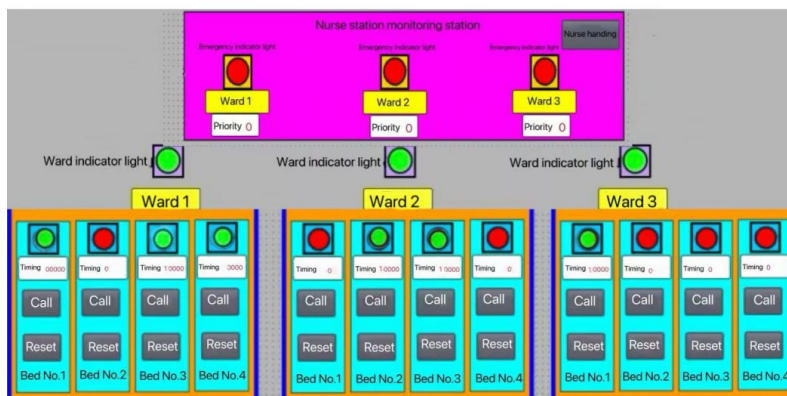 Nurse station monitoring station
Nurse handing
Emergency indicator light Emergency indicator light Emergency indicator light
Ward 1 Ward 2 Ward 3
Priority 0 Priority 0 Priority 0
Ward indicator light Ward indicator light Ward indicator light
Ward 1 Ward 2 Ward 3
Timing 00000 Timing 0 Timing 10000 Timing 3000 Timing 0 Timing 10000 Timing 10000 Timing 0 Timing 10000 Timing 0 Timing 0 Timing 0
Call Call Call Call Call Call Call Call Call Call Call Call
Reset Reset Reset Reset Reset Reset Reset Reset Reset Reset Reset Reset
Bed No.1 Bed No.2 Bed No.3 Bed No.4 Bed No.1 Bed No.2 Bed No.3 Bed No.4 Bed No.1 Bed No.2 Bed No.3 Bed No.4